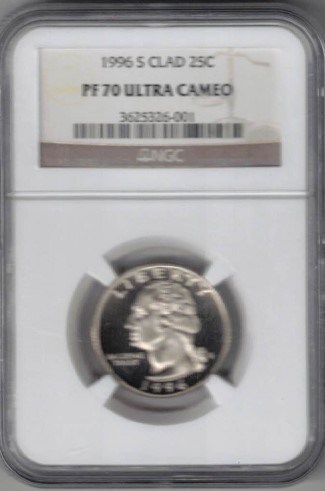 1996 S CLAD 25C
PF 70 ULTRA CAMEO
3625326-001
NGC
LIBERTY
1996